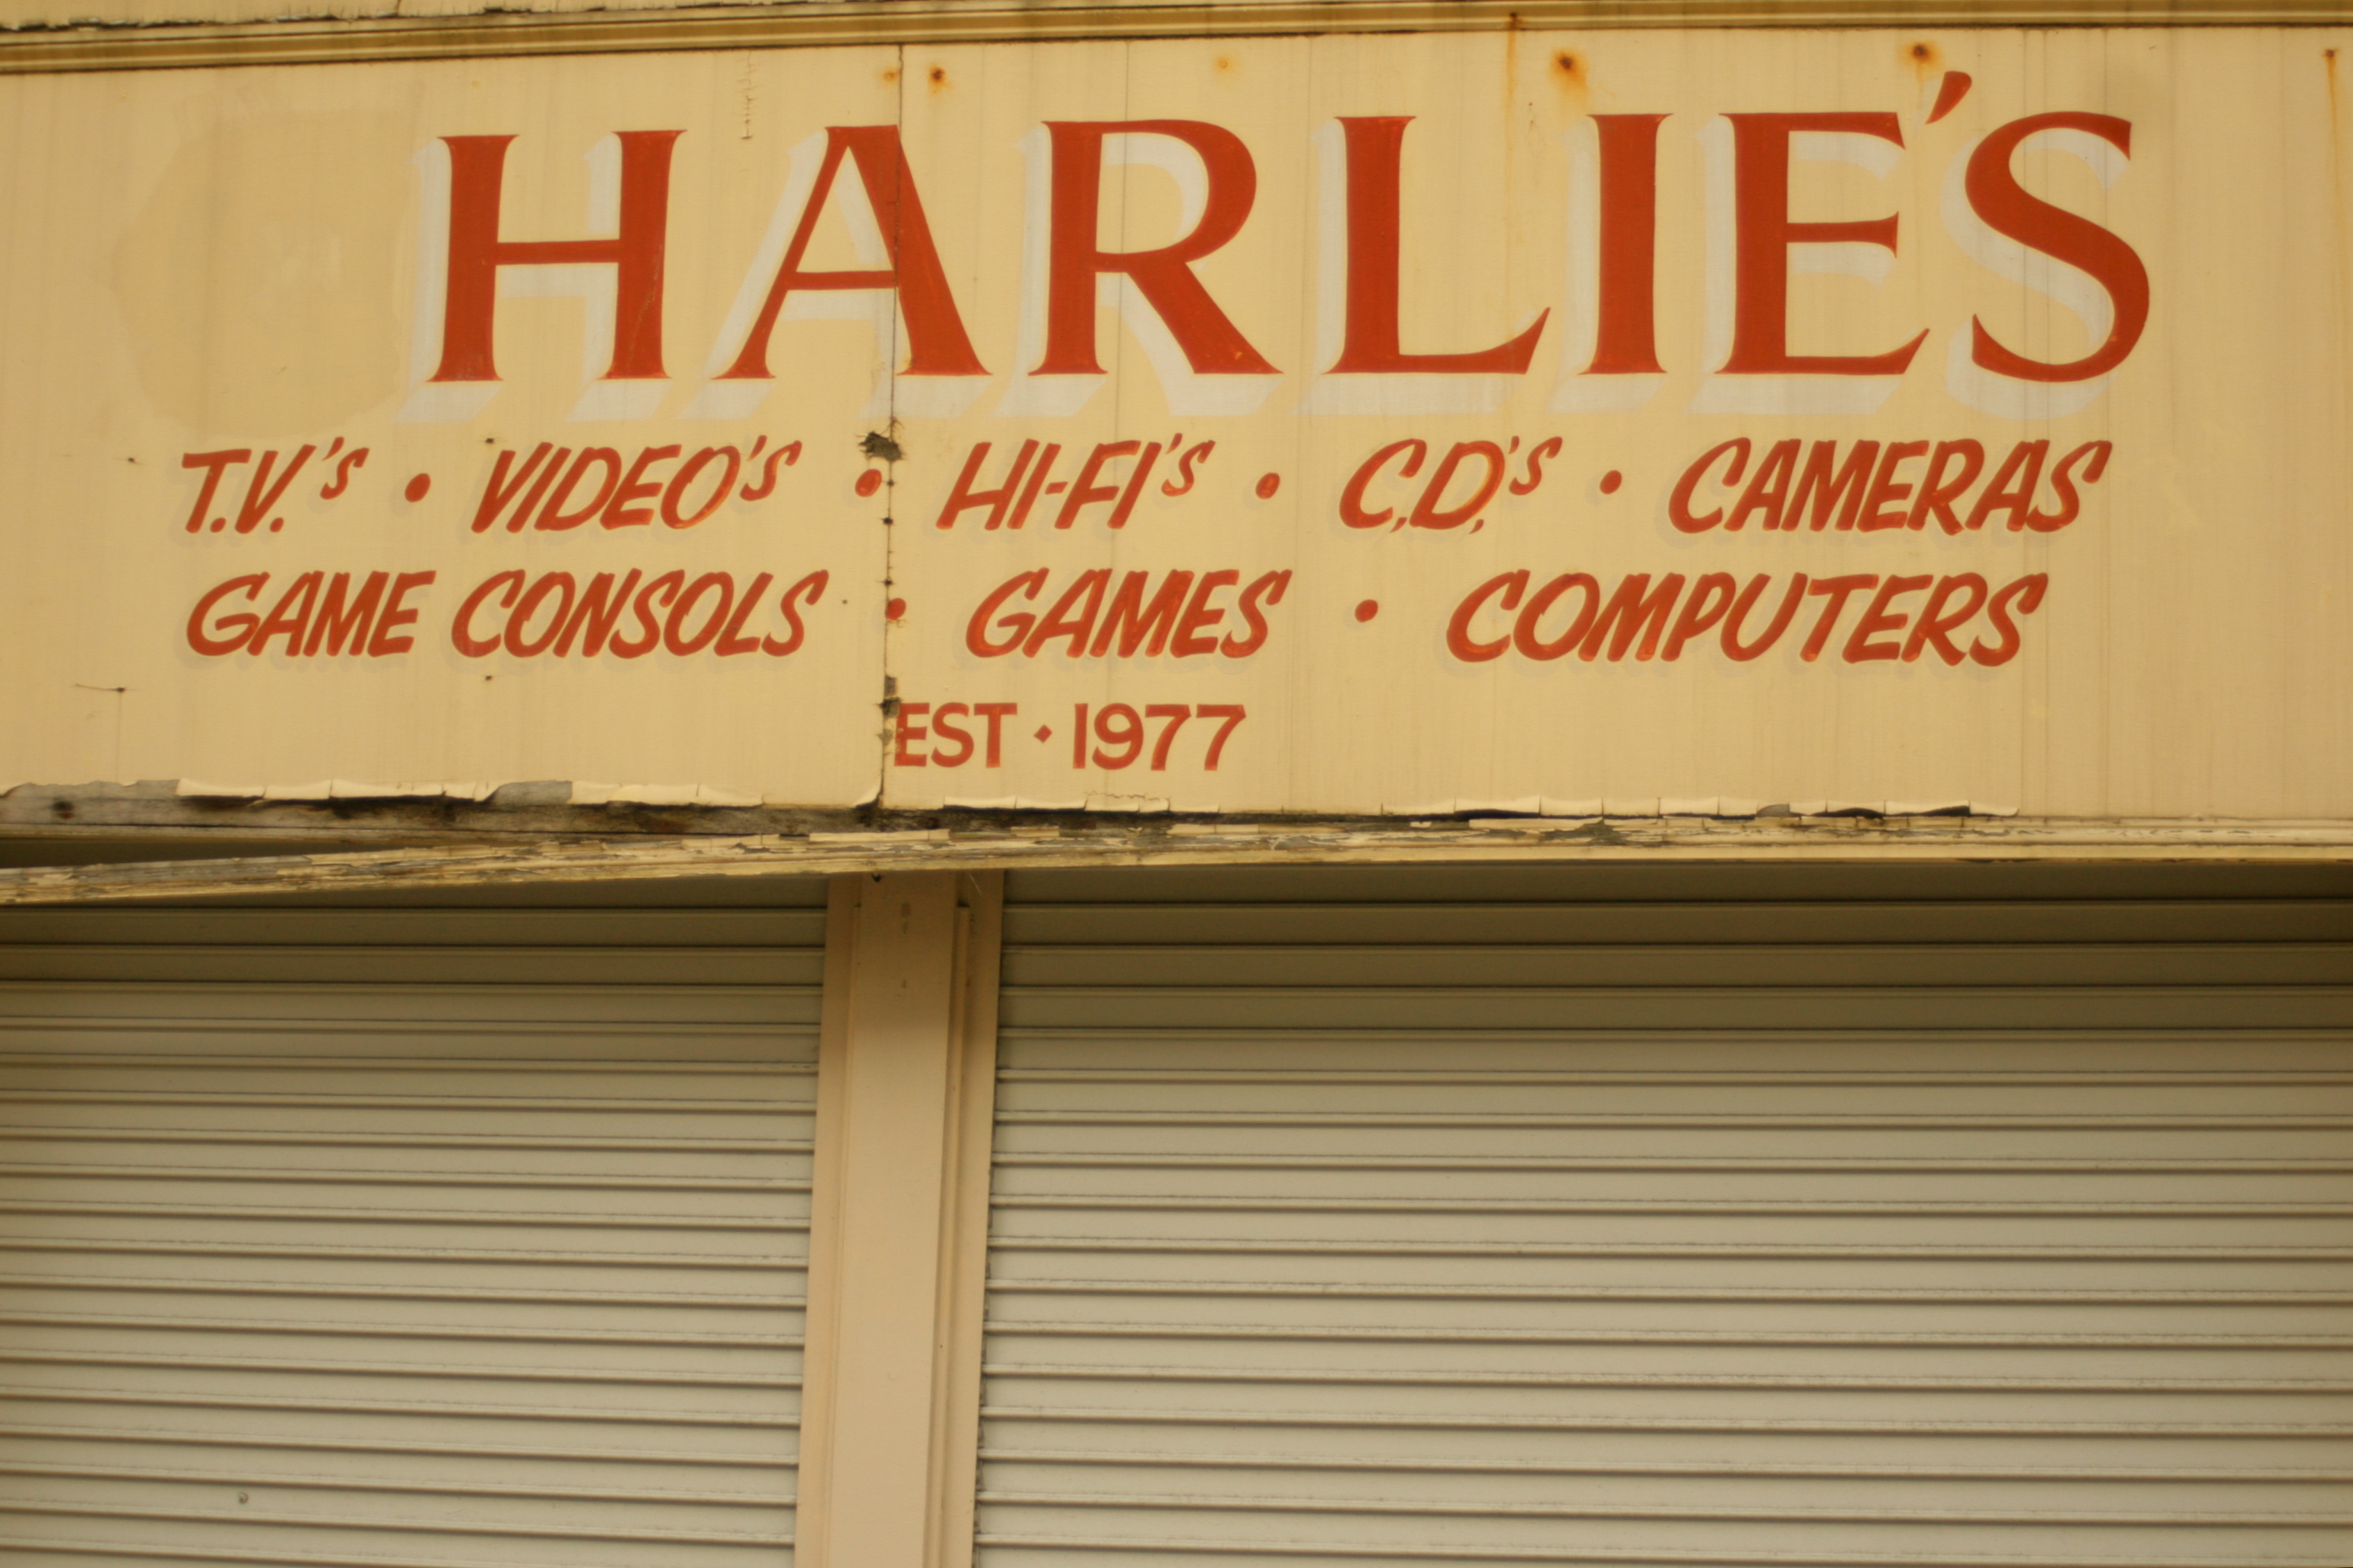 HARLIE'S
T.V.'s • VIDEO's • HI-FI's • C.D.'s • CAMERAS
GAME CONSOLS • GAMES • COMPUTERS
EST · 1977